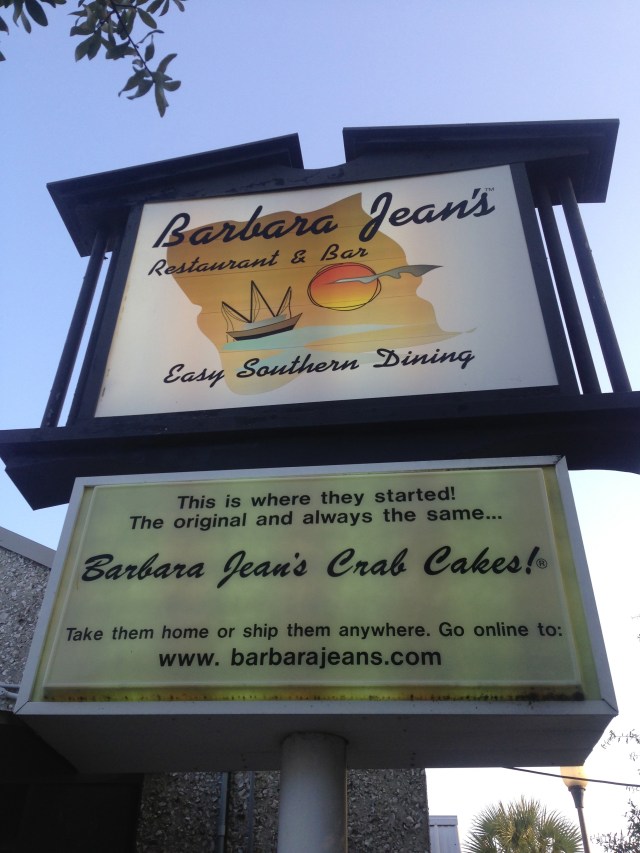 Barbara Jean's™
Restaurant & Bar
Easy Southern Dining
This is where they started!
The original and always the same...
Barbara Jean's Crab Cakes!®
Take them home or ship them anywhere. Go online to:
www. barbarajeans.com